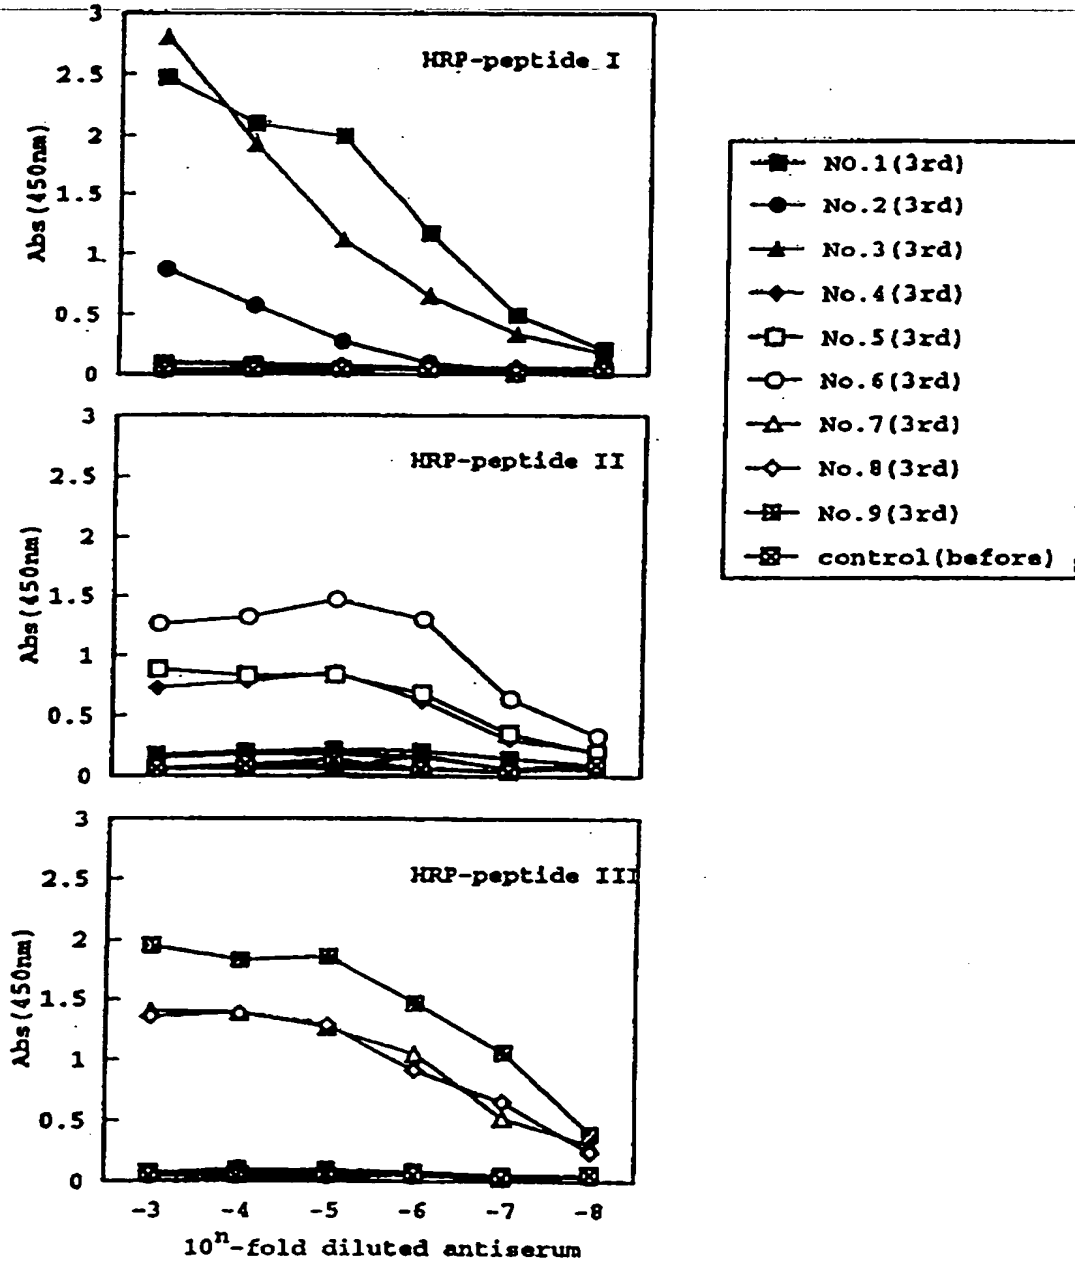 3
2.5
2
1.5
1
0.5
0
Abs(450nm)
HRP-peptide I
3
2.5
2
1.5
1
0.5
0
Abs(450nm)
HRP-peptide II
3
2.5
2
1.5
1
0.5
0
Abs(450nm)
HRP-peptide III
-3 -4 -5 -6 -7 -8
10ⁿ-fold diluted antiserum
NO.1(3rd)
No.2(3rd)
No.3(3rd)
No.4(3rd)
No.5(3rd)
No.6(3rd)
No.7(3rd)
No.8(3rd)
No.9(3rd)
control(before)